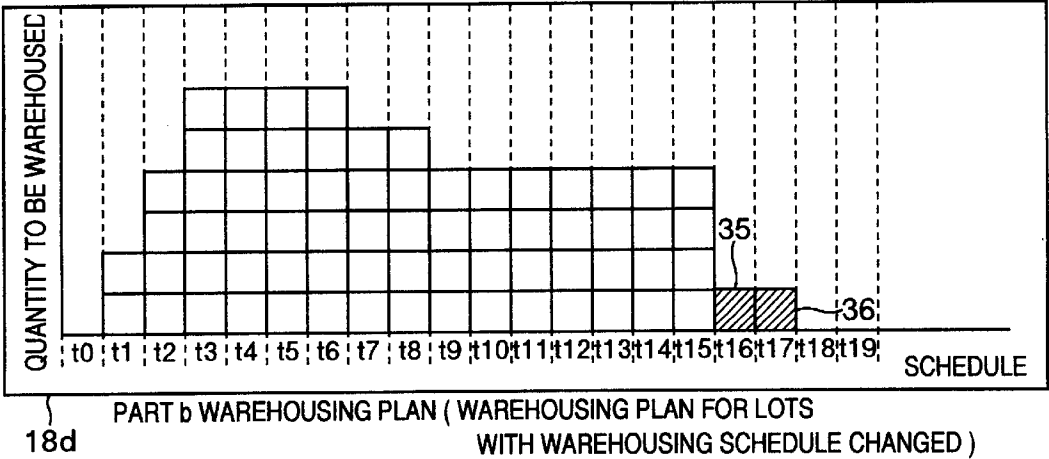 QUANTITY TO BE WAREHOUSED
35
36
t0 t1 t2 t3 t4 t5 t6 t7 t8 t9 t10 t11 t12 t13 t14 t15 t16 t17 t18 t19
SCHEDULE
18d
PART b WAREHOUSING PLAN ( WAREHOUSING PLAN FOR LOTS
WITH WAREHOUSING SCHEDULE CHANGED )